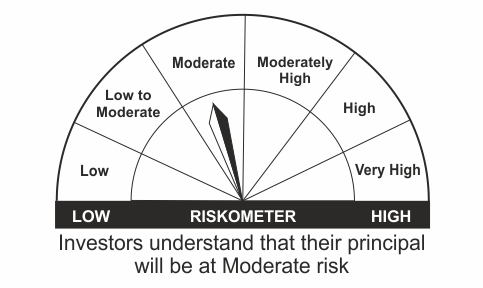 Moderate
Moderately
High
Low to
Moderate
High
Low
Very High
LOW RISKOMETER HIGH
Investors understand that their principal
will be at Moderate risk